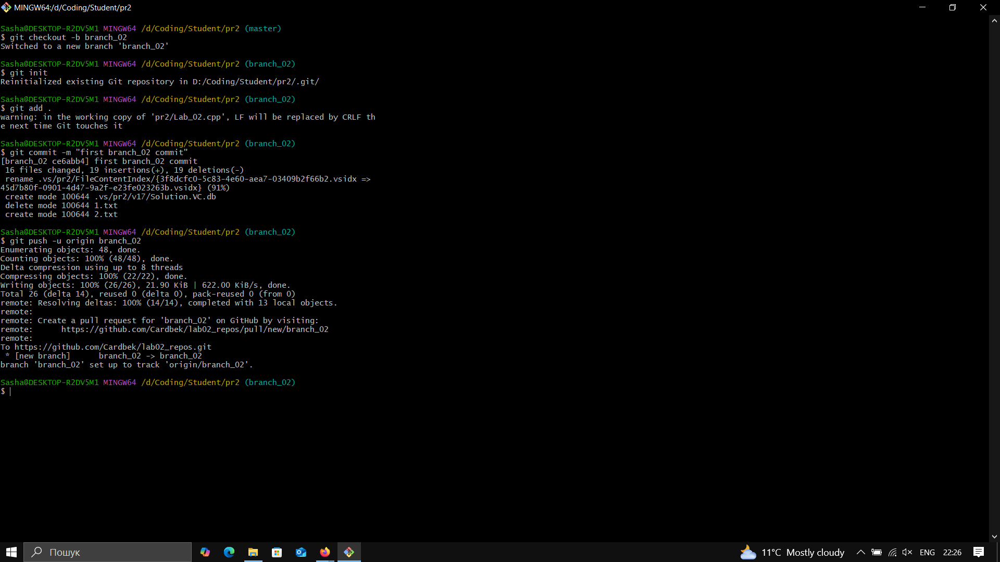 MINGW64:/d/Coding/Student/pr2
Sasha@DESKTOP-R2DV5M1 MINGW64 /d/Coding/Student/pr2 (master)
$ git checkout -b branch_02
Switched to a new branch 'branch_02'
Sasha@DESKTOP-R2DV5M1 MINGW64 /d/Coding/Student/pr2 (branch_02)
$ git init
Reinitialized existing Git repository in D:/Coding/Student/pr2/.git/
Sasha@DESKTOP-R2DV5M1 MINGW64 /d/Coding/Student/pr2 (branch_02)
$ git add .
warning: in the working copy of 'pr2/Lab_02.cpp', LF will be replaced by CRLF th
e next time Git touches it
Sasha@DESKTOP-R2DV5M1 MINGW64 /d/Coding/Student/pr2 (branch_02)
$ git commit -m "first branch_02 commit"
[branch_02 ce6abb4] first branch_02 commit
 16 files changed, 19 insertions(+), 19 deletions(-)
 rename .vs/pr2/FileContentIndex/{3f8dcfc0-5c83-4e60-aea7-03409b2f66b2.vsidx =>
45d7b80f-0901-4d47-9a2f-e23fe023263b.vsidx} (91%)
 create mode 100644 .vs/pr2/v17/Solution.VC.db
 delete mode 100644 1.txt
 create mode 100644 2.txt
Sasha@DESKTOP-R2DV5M1 MINGW64 /d/Coding/Student/pr2 (branch_02)
$ git push -u origin branch_02
Enumerating objects: 48, done.
Counting objects: 100% (48/48), done.
Delta compression using up to 8 threads
Compressing objects: 100% (22/22), done.
Writing objects: 100% (26/26), 21.90 KiB | 622.00 KiB/s, done.
Total 26 (delta 14), reused 0 (delta 0), pack-reused 0 (from 0)
remote: Resolving deltas: 100% (14/14), completed with 13 local objects.
remote:
remote: Create a pull request for 'branch_02' on GitHub by visiting:
remote:      https://github.com/Cardbek/lab02_repos/pull/new/branch_02
remote:
To https://github.com/Cardbek/lab02_repos.git
 * [new branch]      branch_02 -> branch_02
branch 'branch_02' set up to track 'origin/branch_02'.
Sasha@DESKTOP-R2DV5M1 MINGW64 /d/Coding/Student/pr2 (branch_02)
$
Пошук 11°C Mostly cloudy ENG 22:26